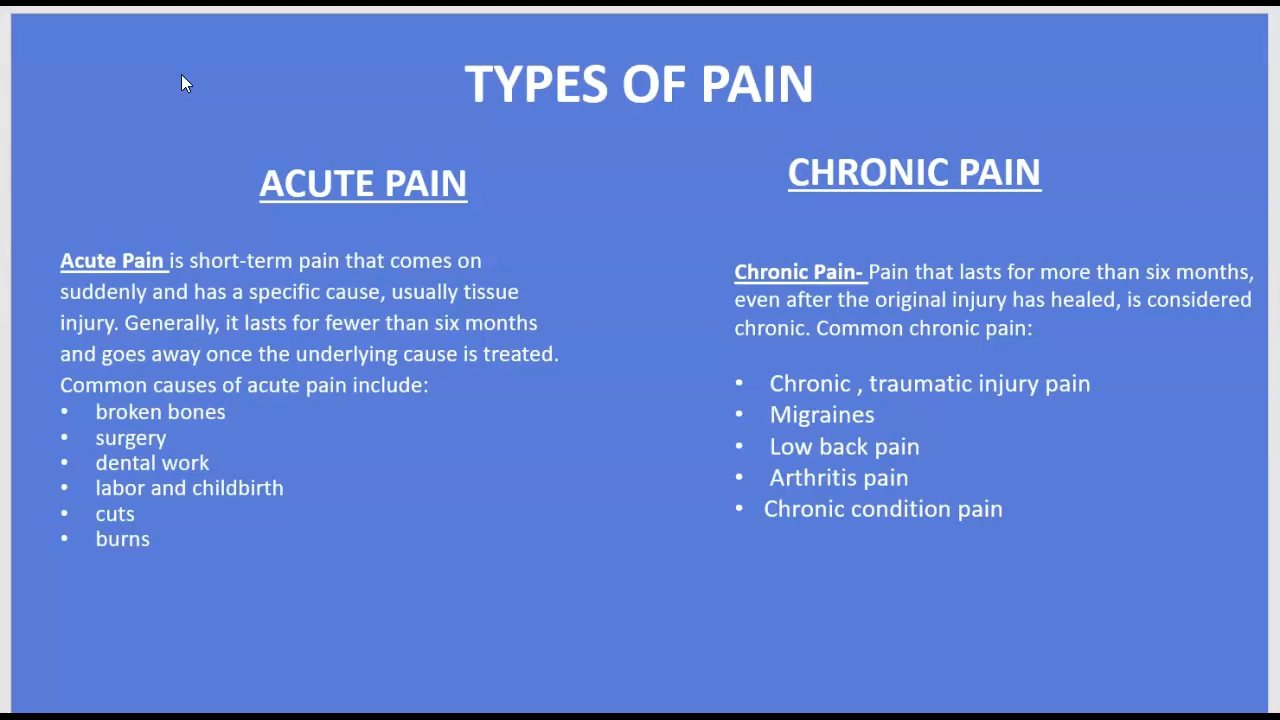 TYPES OF PAIN
ACUTE PAIN
Acute Pain is short-term pain that comes on
suddenly and has a specific cause, usually tissue
injury. Generally, it lasts for fewer than six months
and goes away once the underlying cause is treated.
Common causes of acute pain include:
• broken bones
• surgery
• dental work
• labor and childbirth
• cuts
• burns
CHRONIC PAIN
Chronic Pain- Pain that lasts for more than six months,
even after the original injury has healed, is considered
chronic. Common chronic pain:
• Chronic , traumatic injury pain
• Migraines
• Low back pain
• Arthritis pain
• Chronic condition pain